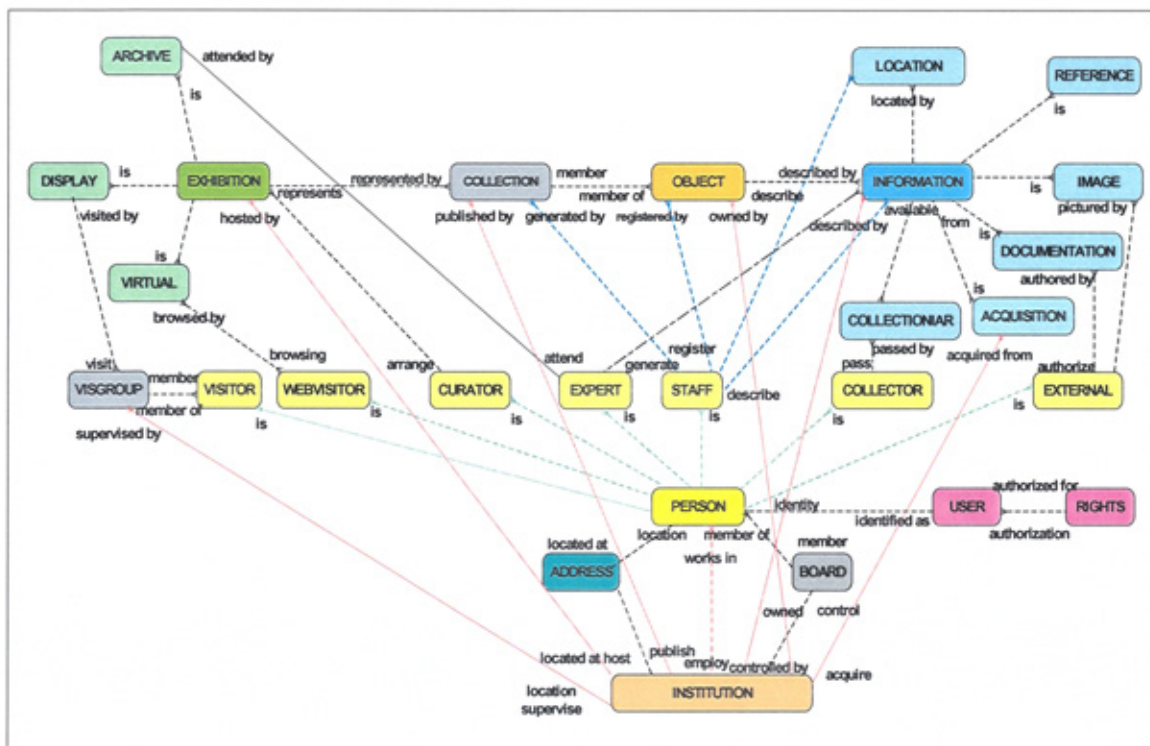 ARCHIVE
attended by
LOCATION
located by
REFERENCE
is
is
DISPLAY
is
visited by
EXHIBITION
represents
hosted by
represented by
COLLECTION
published by
generated by
member
member of
OBJECT
registered by
owned by
described by
describe
INFORMATION
described by
available
from
is
is
IMAGE
pictured by
is
DOCUMENTATION
authored by
is
VIRTUAL
browsed by
COLLECTIONIAR
passed by
is
ACQUISITION
acquired from
visit
VISGROUP
member
member of
supervised by
VISITOR
is
browsing
WEBVISITOR
is
arrange
CURATOR
is
attend
EXPERT
is
generate
register
STAFF
is
describe
pass
COLLECTOR
is
authorize
EXTERNAL
is
PERSON
location
member of
works in
identity
identified as
USER
authorized for
authorization
RIGHTS
located at
ADDRESS
member
BOARD
owned
control
located at host
publish
employ
controlled by
acquire
INSTITUTION
location
supervise